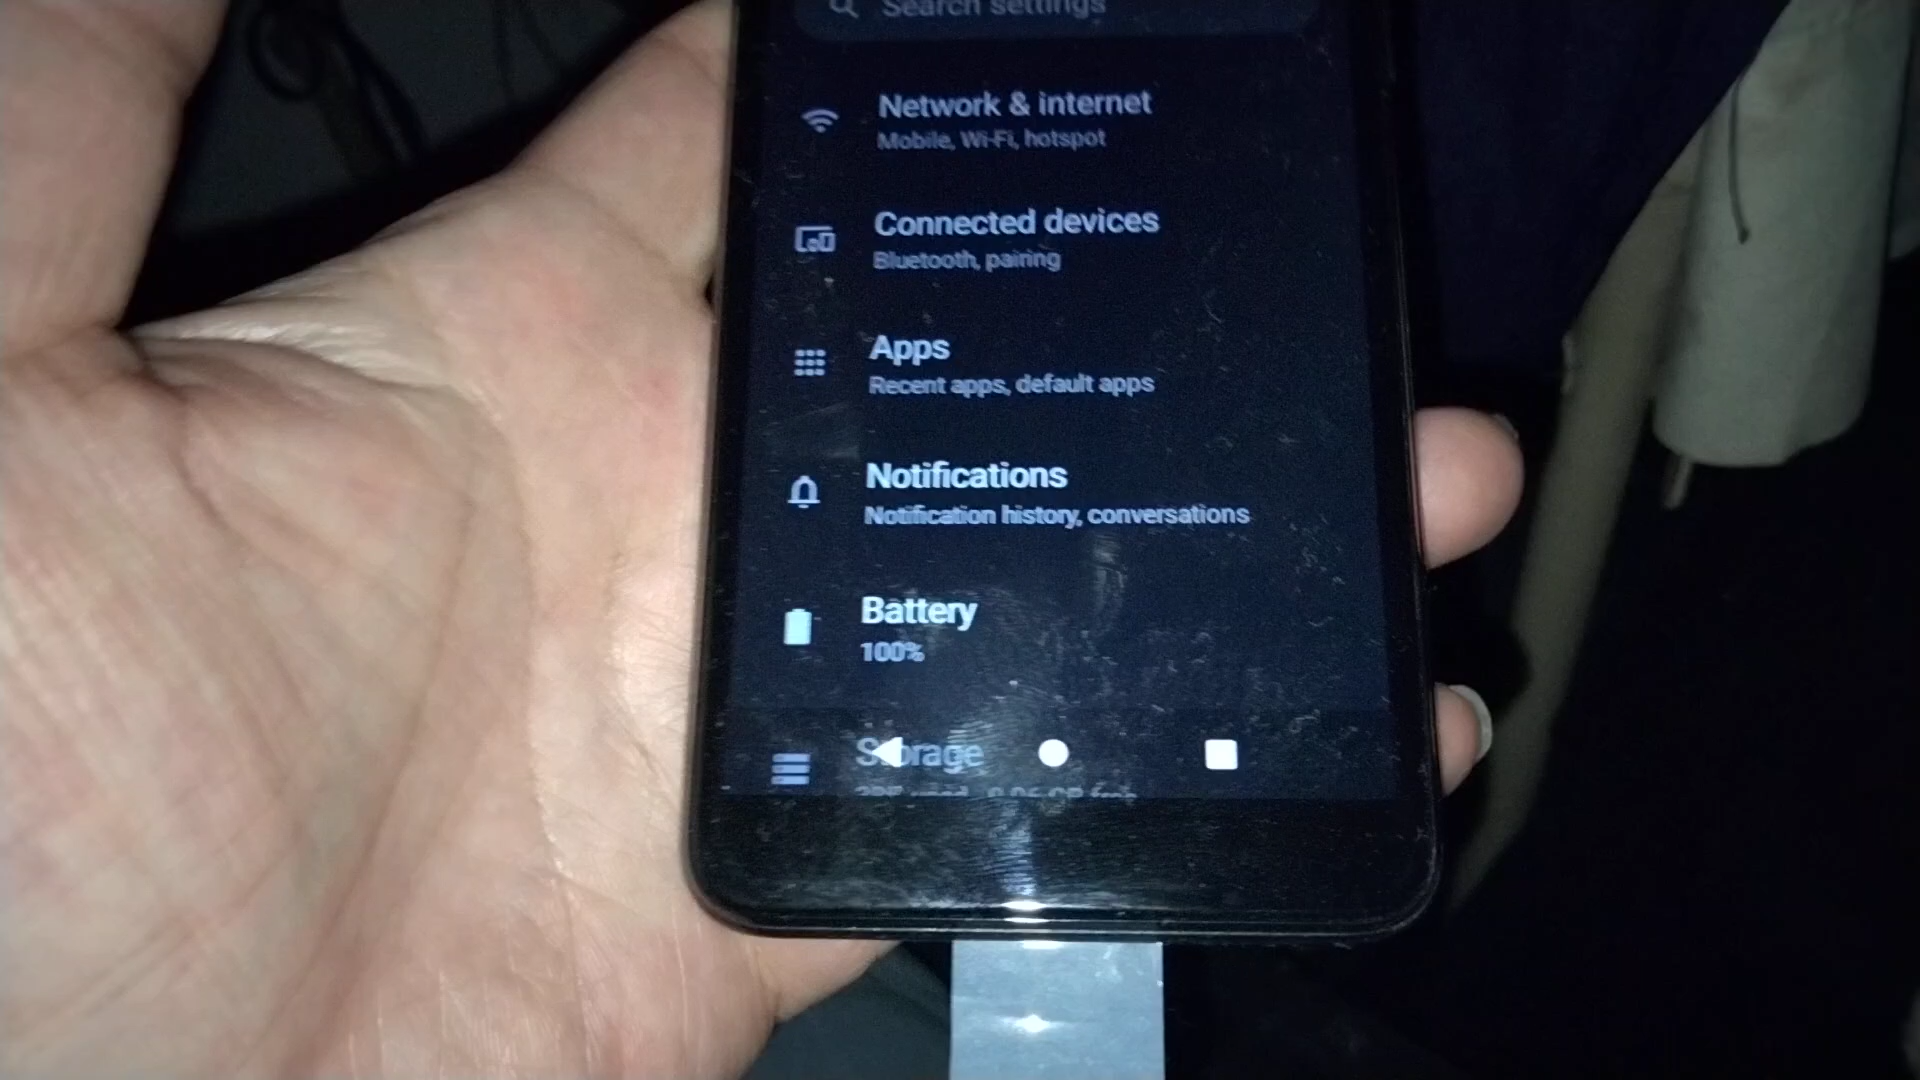 Search settings
Network & internet
Mobile, Wi-Fi, hotspot
Connected devices
Bluetooth, pairing
Apps
Recent apps, default apps
Notifications
Notification history, conversations
Battery
100%
Storage